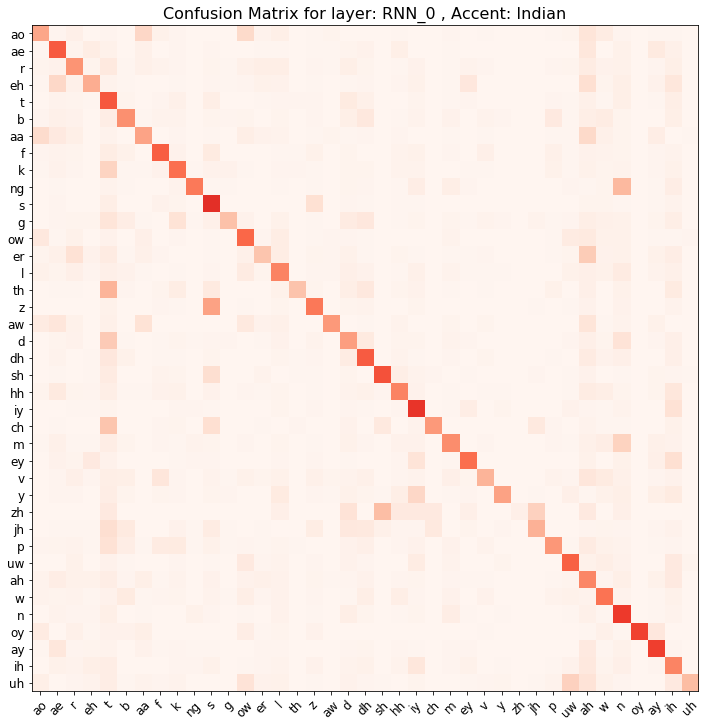 Confusion Matrix for layer: RNN_0 , Accent: Indian
ao
ae
r
eh
t
b
aa
f
k
ng
s
g
ow
er
l
th
z
aw
d
dh
sh
hh
iy
ch
m
ey
v
y
zh
jh
p
uw
ah
w
n
oy
ay
ih
uh
ao ae r eh t b aa f k ng s g ow er l th z aw d dh sh hh iy ch m ey v y zh jh p uw ah w n oy ay ih uh